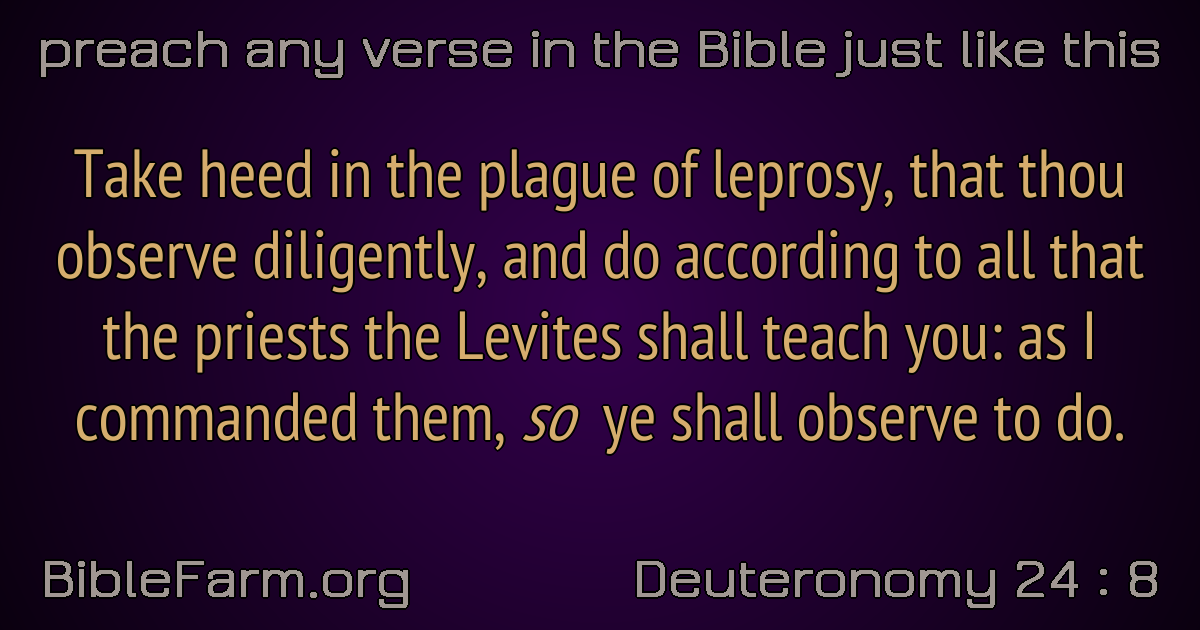 preach any verse in the Bible just like this
Take heed in the plague of leprosy, that thou
observe diligently, and do according to all that
the priests the Levites shall teach you: as I
commanded them, so ye shall observe to do.
BibleFarm.org
Deuteronomy 24 : 8